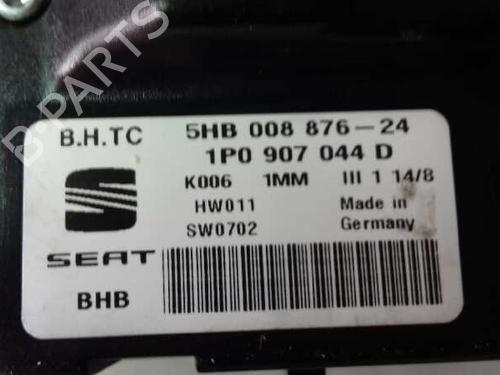 B.H.TC 5HB 008 876-24
1P0 907 044 D
K006 1MM III 1 14/8
HW011 Made in
SW0702 Germany
SEAT
BHB
B-PARTS